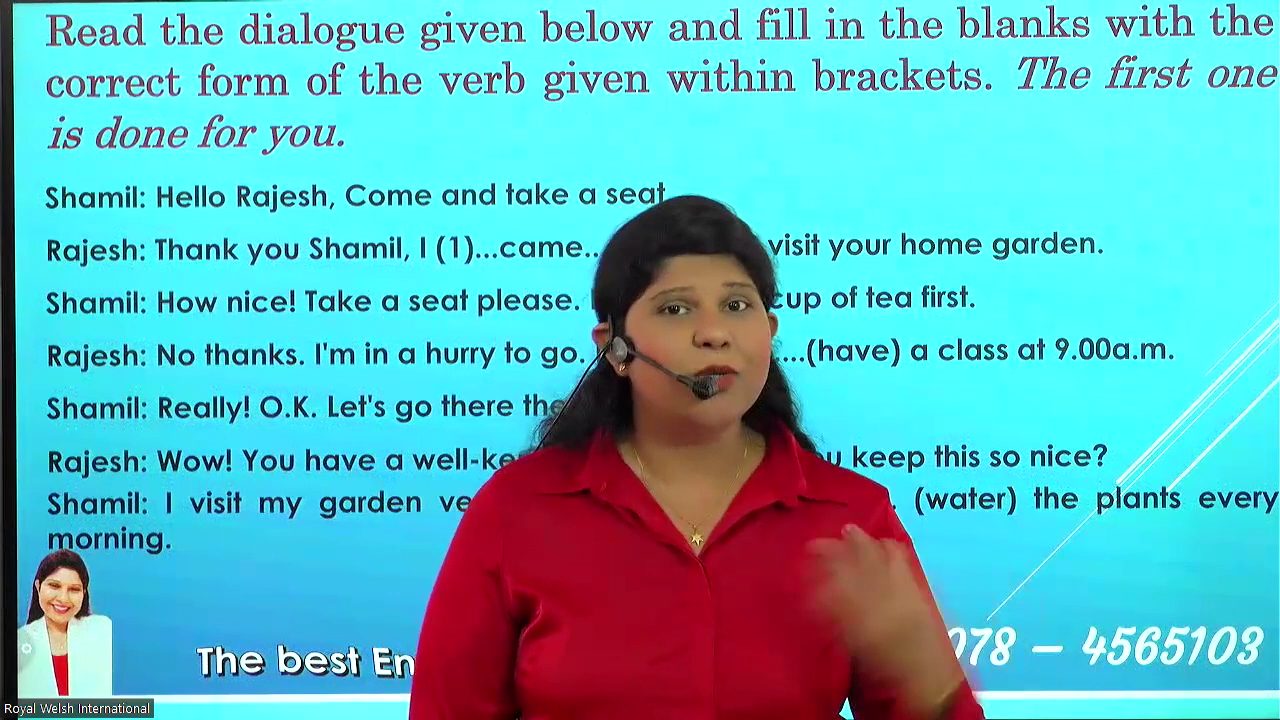 Read the dialogue given below and fill in the blanks with the
correct form of the verb given within brackets. The first one
is done for you.
Shamil: Hello Rajesh, Come and take a seat
Rajesh: Thank you Shamil, I (1)...came.. visit your home garden.
Shamil: How nice! Take a seat please. cup of tea first.
Rajesh: No thanks. I'm in a hurry to go. ...(have) a class at 9.00a.m.
Shamil: Really! O.K. Let's go there
Rajesh: Wow! You have a keep this so nice?
Shamil: I visit my garden . (water) the plants every
morning.
The best
078 – 4565103
Royal Welsh International